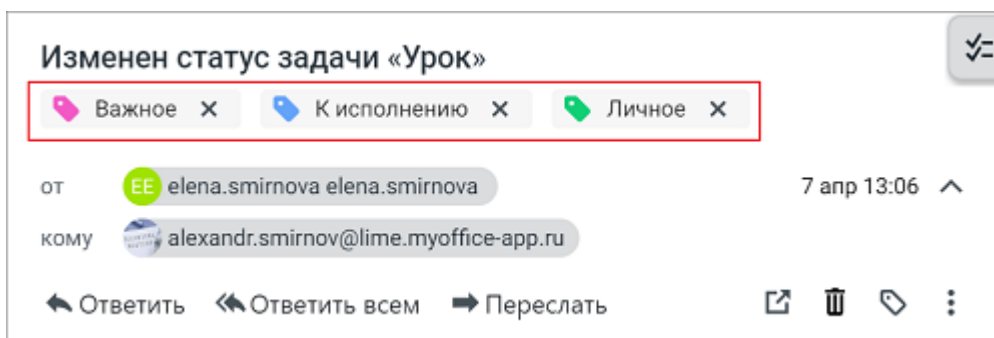 Изменен статус задачи «Урок»
Важное К исполнению Личное
от EE elena.smirnova elena.smirnova 7 апр 13:06
кому alexandr.smirnov@lime.myoffice-app.ru
Ответить Ответить всем Переслать